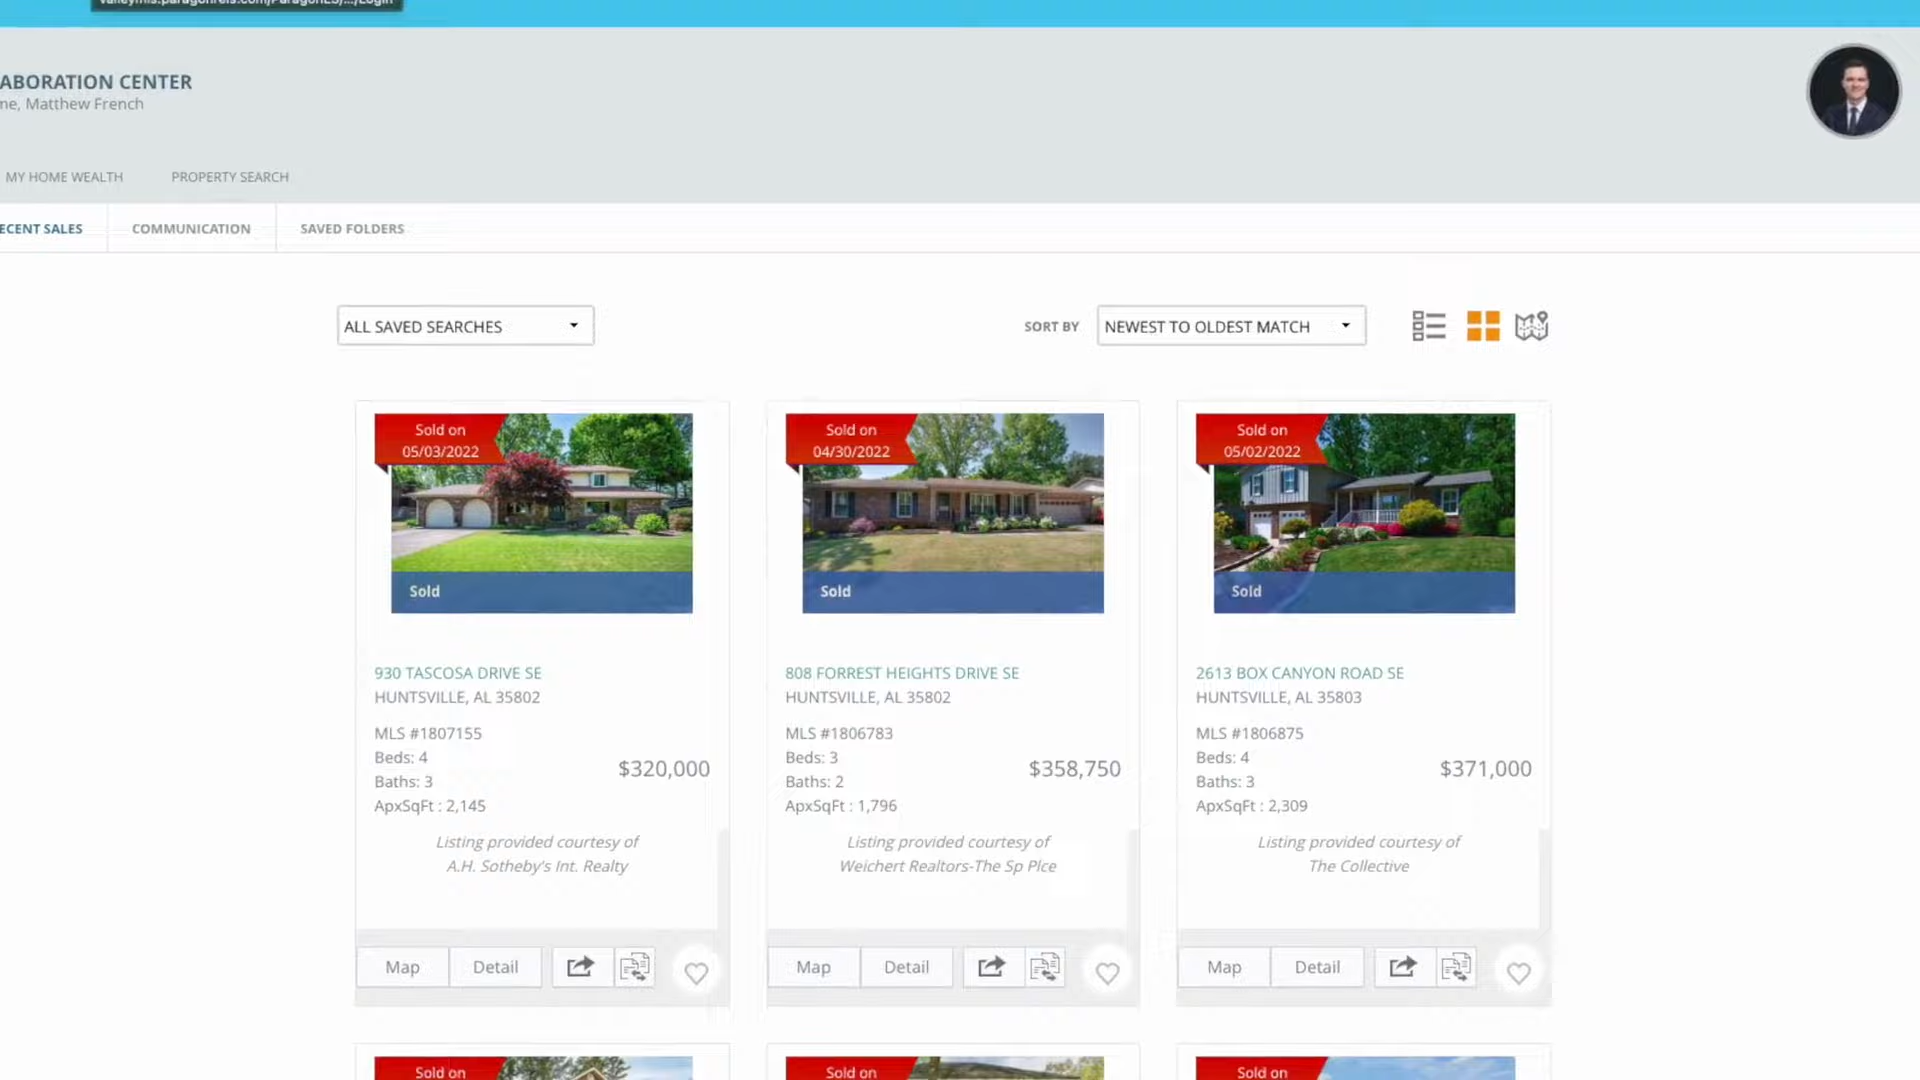 valleymls.paragonrels.com/ParagonLS/.../Login
ABORATION CENTER
me, Matthew French
MY HOME WEALTH
PROPERTY SEARCH
ECENT SALES
COMMUNICATION
SAVED FOLDERS
ALL SAVED SEARCHES
SORT BY
NEWEST TO OLDEST MATCH
Sold on
05/03/2022
Sold
930 TASCOSA DRIVE SE
HUNTSVILLE, AL 35802
MLS #1807155
Beds: 4
Baths: 3
ApxSqFt : 2,145
$320,000
Listing provided courtesy of
A.H. Sotheby's Int. Realty
Map
Detail
Sold on
04/30/2022
Sold
808 FORREST HEIGHTS DRIVE SE
HUNTSVILLE, AL 35802
MLS #1806783
Beds: 3
Baths: 2
ApxSqFt : 1,796
$358,750
Listing provided courtesy of
Weichert Realtors-The Sp Plce
Map
Detail
Sold on
05/02/2022
Sold
2613 BOX CANYON ROAD SE
HUNTSVILLE, AL 35803
MLS #1806875
Beds: 4
Baths: 3
ApxSqFt : 2,309
$371,000
Listing provided courtesy of
The Collective
Map
Detail
Sold on
Sold on
Sold on